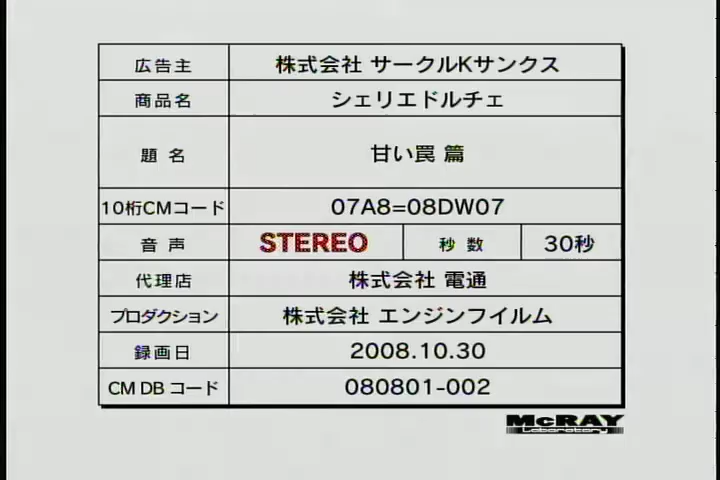 広告主 株式会社 サークルKサンクス
商品名 シェリエドルチェ
題名 甘い罠 篇
10桁CMコード 07A8=08DW07
音声 STEREO 秒数 30秒
代理店 株式会社 電通
プロダクション 株式会社 エンジンフイルム
録画日 2008.10.30
CM DB コード 080801-002
McRAY
Laboratory